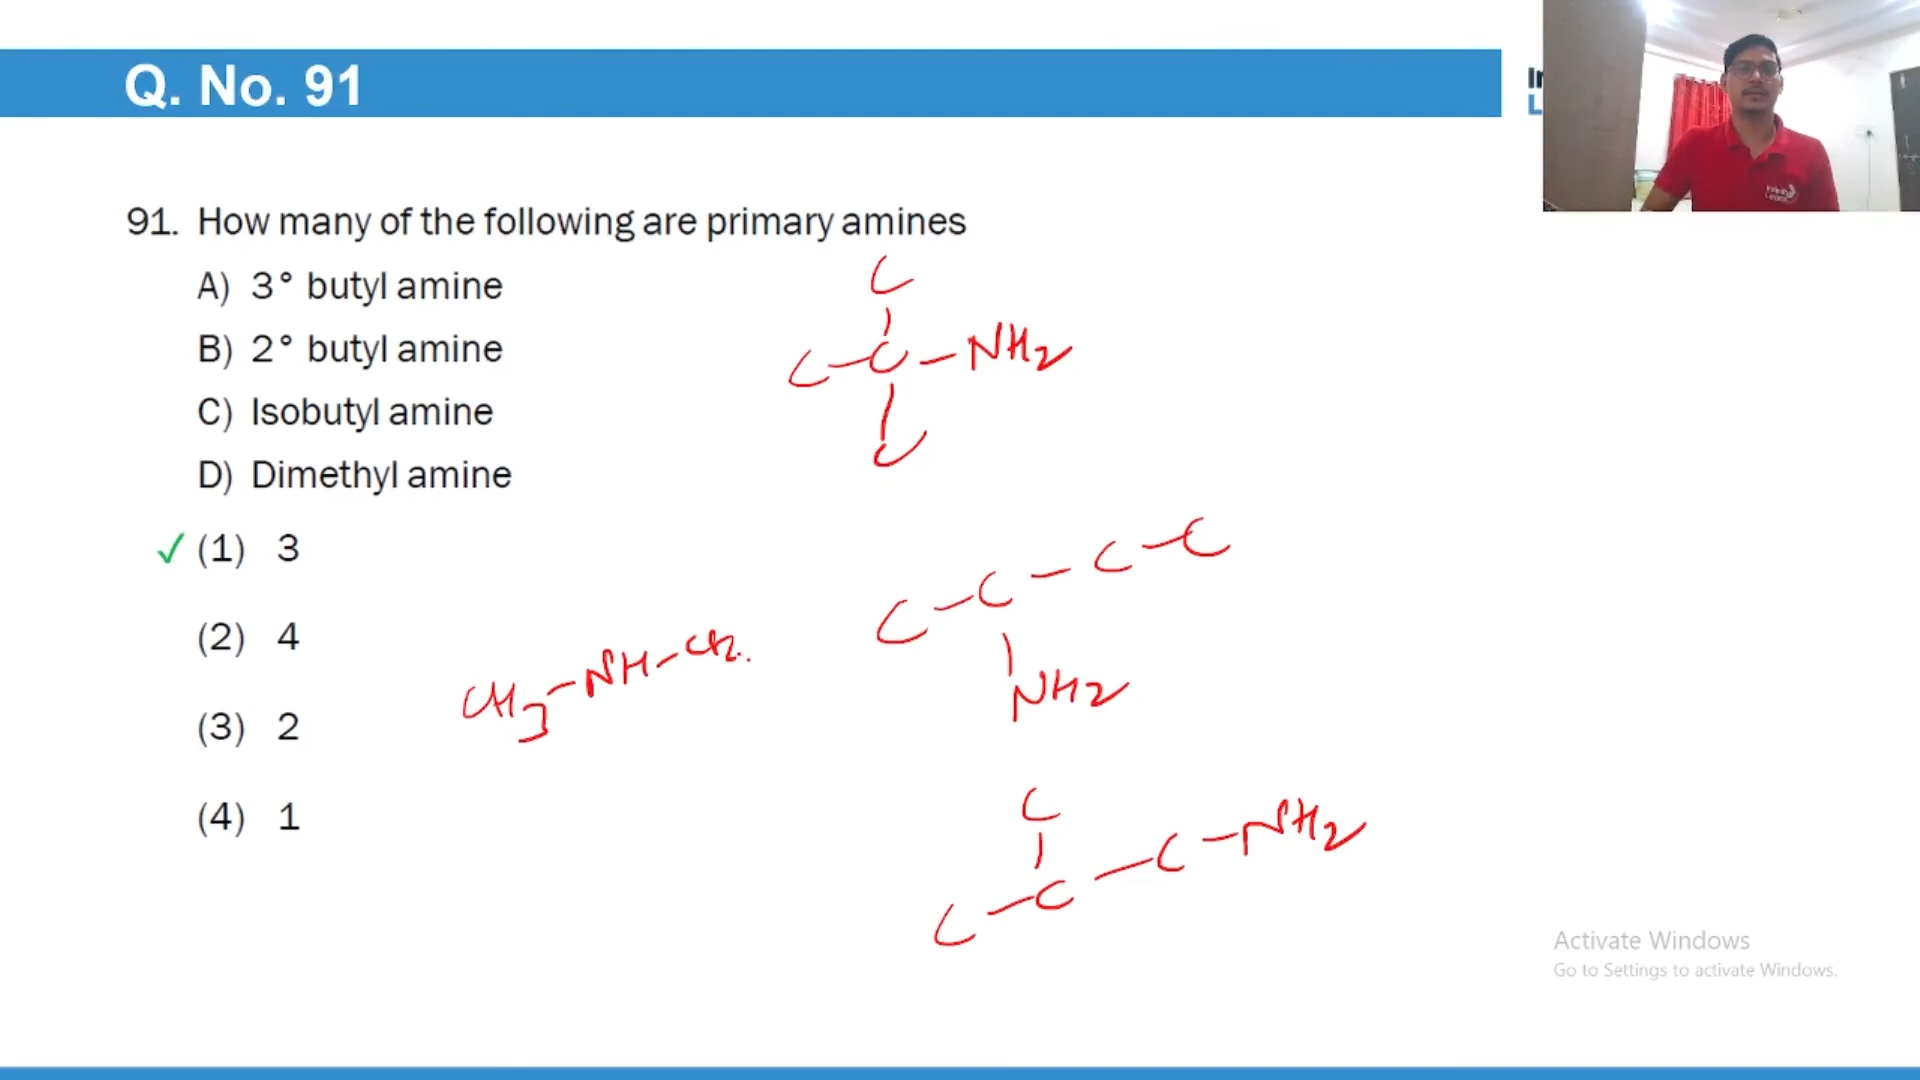 Q. No. 91
91. How many of the following are primary amines
A) 3° butyl amine
B) 2° butyl amine
C) Isobutyl amine
D) Dimethyl amine
✓ (1) 3
(2) 4
(3) 2
(4) 1
C
C - C - NH2
C
C - C - C - C
NH2
CH3 - NH - CH3
C
C - C - C - NH2
Activate Windows
Go to Settings to activate Windows.